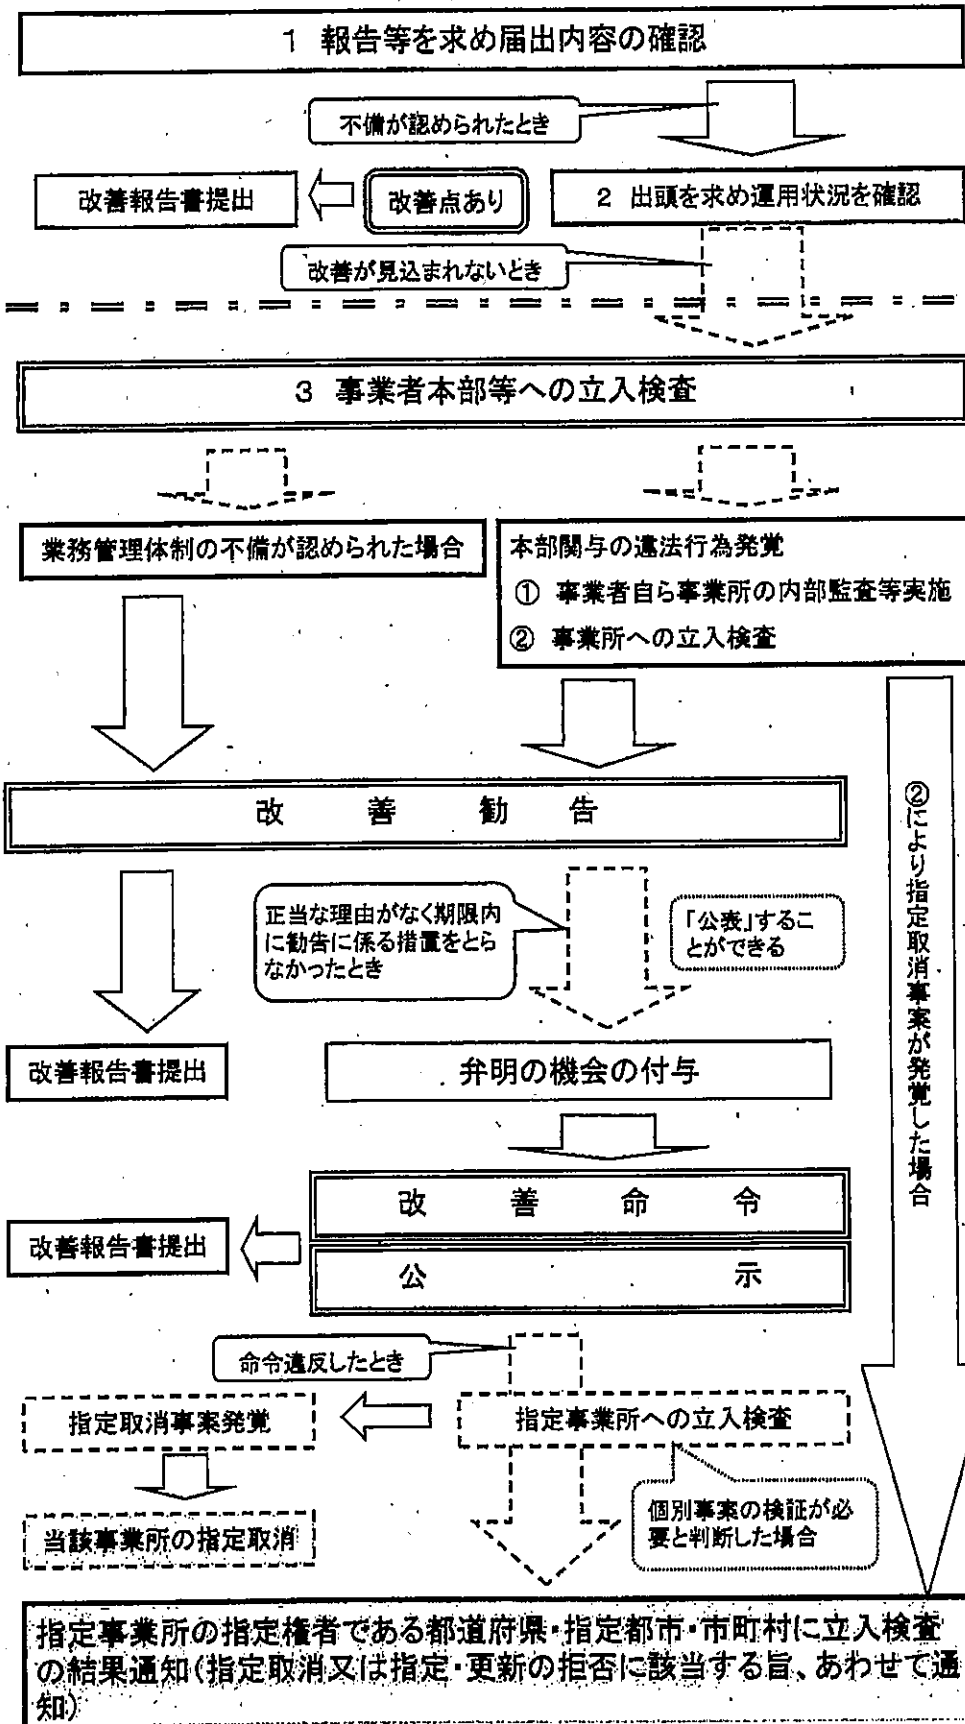 1 報告等を求め届出内容の確認
不備が認められたとき
改善報告書提出
改善点あり
2 出頭を求め運用状況を確認
改善が見込まれないとき
3 事業者本部等への立入検査
業務管理体制の不備が認められた場合
本部関与の違法行為発覚
① 事業者自ら事業所の内部監査等実施
② 事業所への立入検査
改善勧告
②により指定取消事案が発覚した場合
正当な理由がなく期限内
に勧告に係る措置をとら
なかったとき
「公表」するこ
とができる
改善報告書提出
弁明の機会の付与
改善命令
改善報告書提出
公示
命令違反したとき
指定取消事案発覚
指定事業所への立入検査
個別事案の検証が必
要と判断した場合
当該事業所の指定取消
指定事業所の指定権者である都道府県・指定都市・市町村に立入検査
の結果通知(指定取消又は指定・更新の拒否に該当する旨、あわせて通
知)